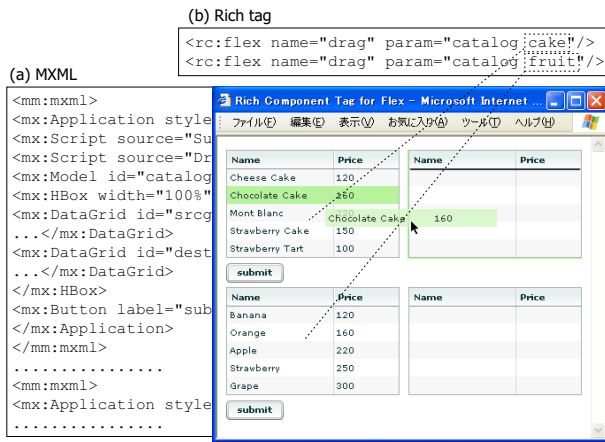 (b) Rich tag
<rc:flex name="drag" param="catalog cake"/>
<rc:flex name="drag" param="catalog fruit"/>
(a) MXML
<mm:mxml>
<mx:Application style
<mx:Script source="Su
<mx:Script source="Dr
<mx:Model id="catalog
<mx:HBox width="100%"
<mx:DataGrid id="srcg
...</mx:DataGrid>
<mx:DataGrid id="dest
...</mx:DataGrid>
</mx:HBox>
<mx:Button label="sub
</mx:Application>
</mm:mxml>
................
<mm:mxml>
<mx:Application style
................
Rich Component Tag for Flex - Microsoft Internet ...
ファイル(F) 編集(E) 表示(V) お気に入り(A) ツール(T) ヘルプ(H)
Name Price Name Price
Cheese Cake 120
Chocolate Cake 160
Mont Blanc
Chocolate Cake 160
Strawberry Cake 150
Strawberry Tart 100
submit
Name Price Name Price
Banana 120
Orange 160
Apple 220
Strawberry 250
Grape 300
submit